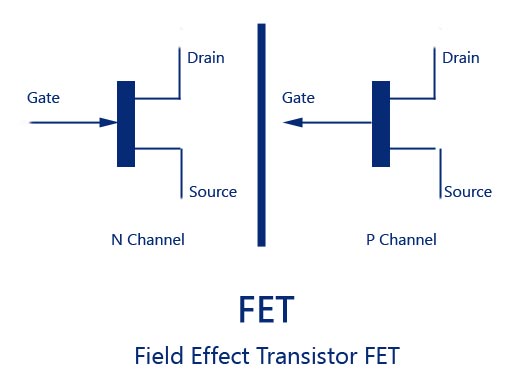 Drain
Gate
Source
N Channel
Drain
Gate
Source
P Channel
FET
Field Effect Transistor FET